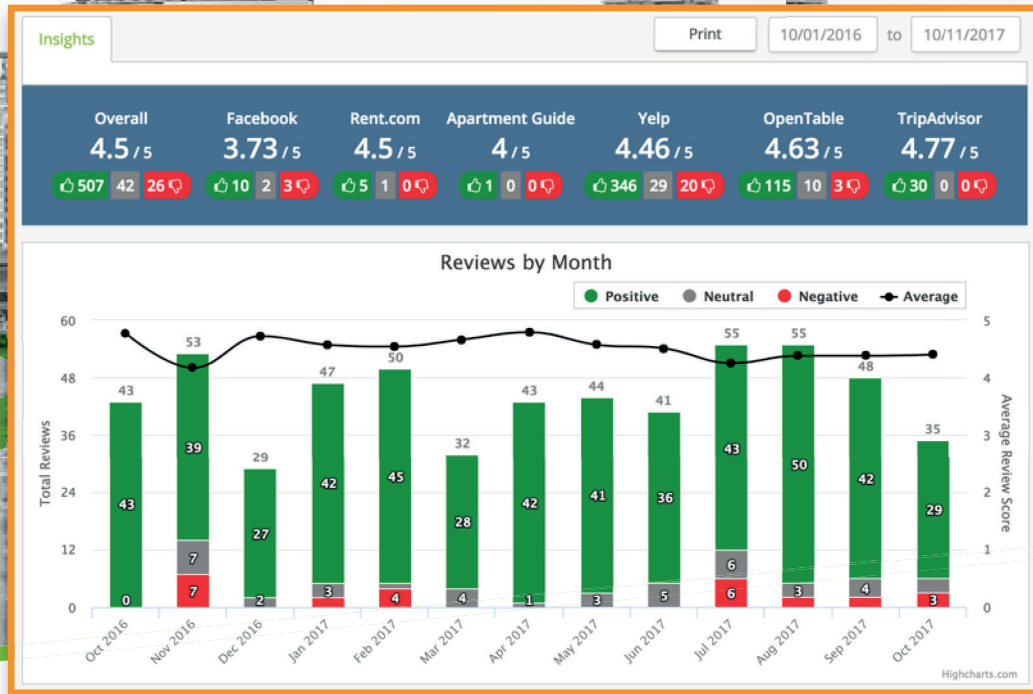 Insights
Print
10/01/2016 to 10/11/2017
Overall Facebook Rent.com Apartment Guide Yelp OpenTable TripAdvisor
4.5 / 5 3.73 / 5 4.5 / 5 4 / 5 4.46 / 5 4.63 / 5 4.77 / 5
507 42 26 10 2 3 5 1 0 1 0 0 346 29 20 115 10 3 30 0 0
Reviews by Month
Positive Neutral Negative Average
60 5
53 55 55
48 50 48 4
43 47 43 44 41
36 32 35 3
29
39 42 45 42 41 36 43 50 42
24 43 27 28 29 2
12 7 6 1
7 3 4 4 1 3 5 6 3 4 3
0 0 2 0
Total Reviews
Average Review Score
Oct 2016 Nov 2016 Dec 2016 Jan 2017 Feb 2017 Mar 2017 Apr 2017 May 2017 Jun 2017 Jul 2017 Aug 2017 Sep 2017 Oct 2017
Highcharts.com